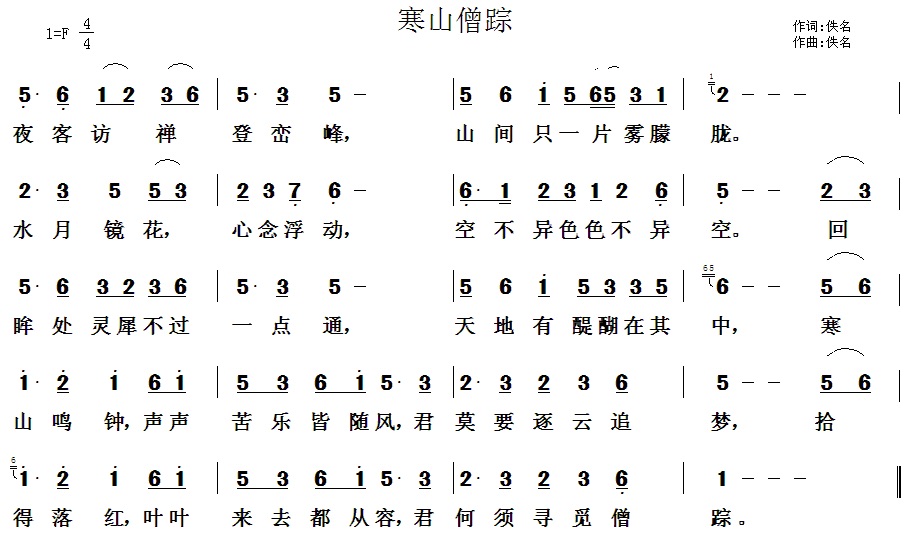 寒山僧踪
1=F 4/4
作词:佚名
作曲:佚名
5· 6 1 2 3 6 | 5· 3 5 — | 5 6 1 5 65 3 1 | 1 2 — — — |
夜客访 禅 登峦 峰， 山间只一片雾朦 胧。
2· 3 5 5 3 | 2 3 7 6 — | 6· 1 2 3 1 2 6 | 5 — — 2 3 |
水月镜花， 心念浮动， 空不异色色不异 空。 回
5· 6 3 2 3 3 | 5· 3 5 — | 5 6 1 5 3 3 5 | 65 6 — — 5 6 |
眸处灵犀不过 一点 通， 天地有醍醐在其 中， 寒
1· 2 1 6 1 | 5 3 6 1 5· 3 | 2· 3 2 3 6 | 5 — — 5 6 |
山鸣钟，声声 苦乐皆随风，君 莫要逐云追 梦， 拾
6 1· 2 1 6 1 | 5 3 6 1 5· 3 | 2· 3 2 3 6 | 1 — — —
得落红，叶叶 来去都从容，君 何须寻觅僧 踪。